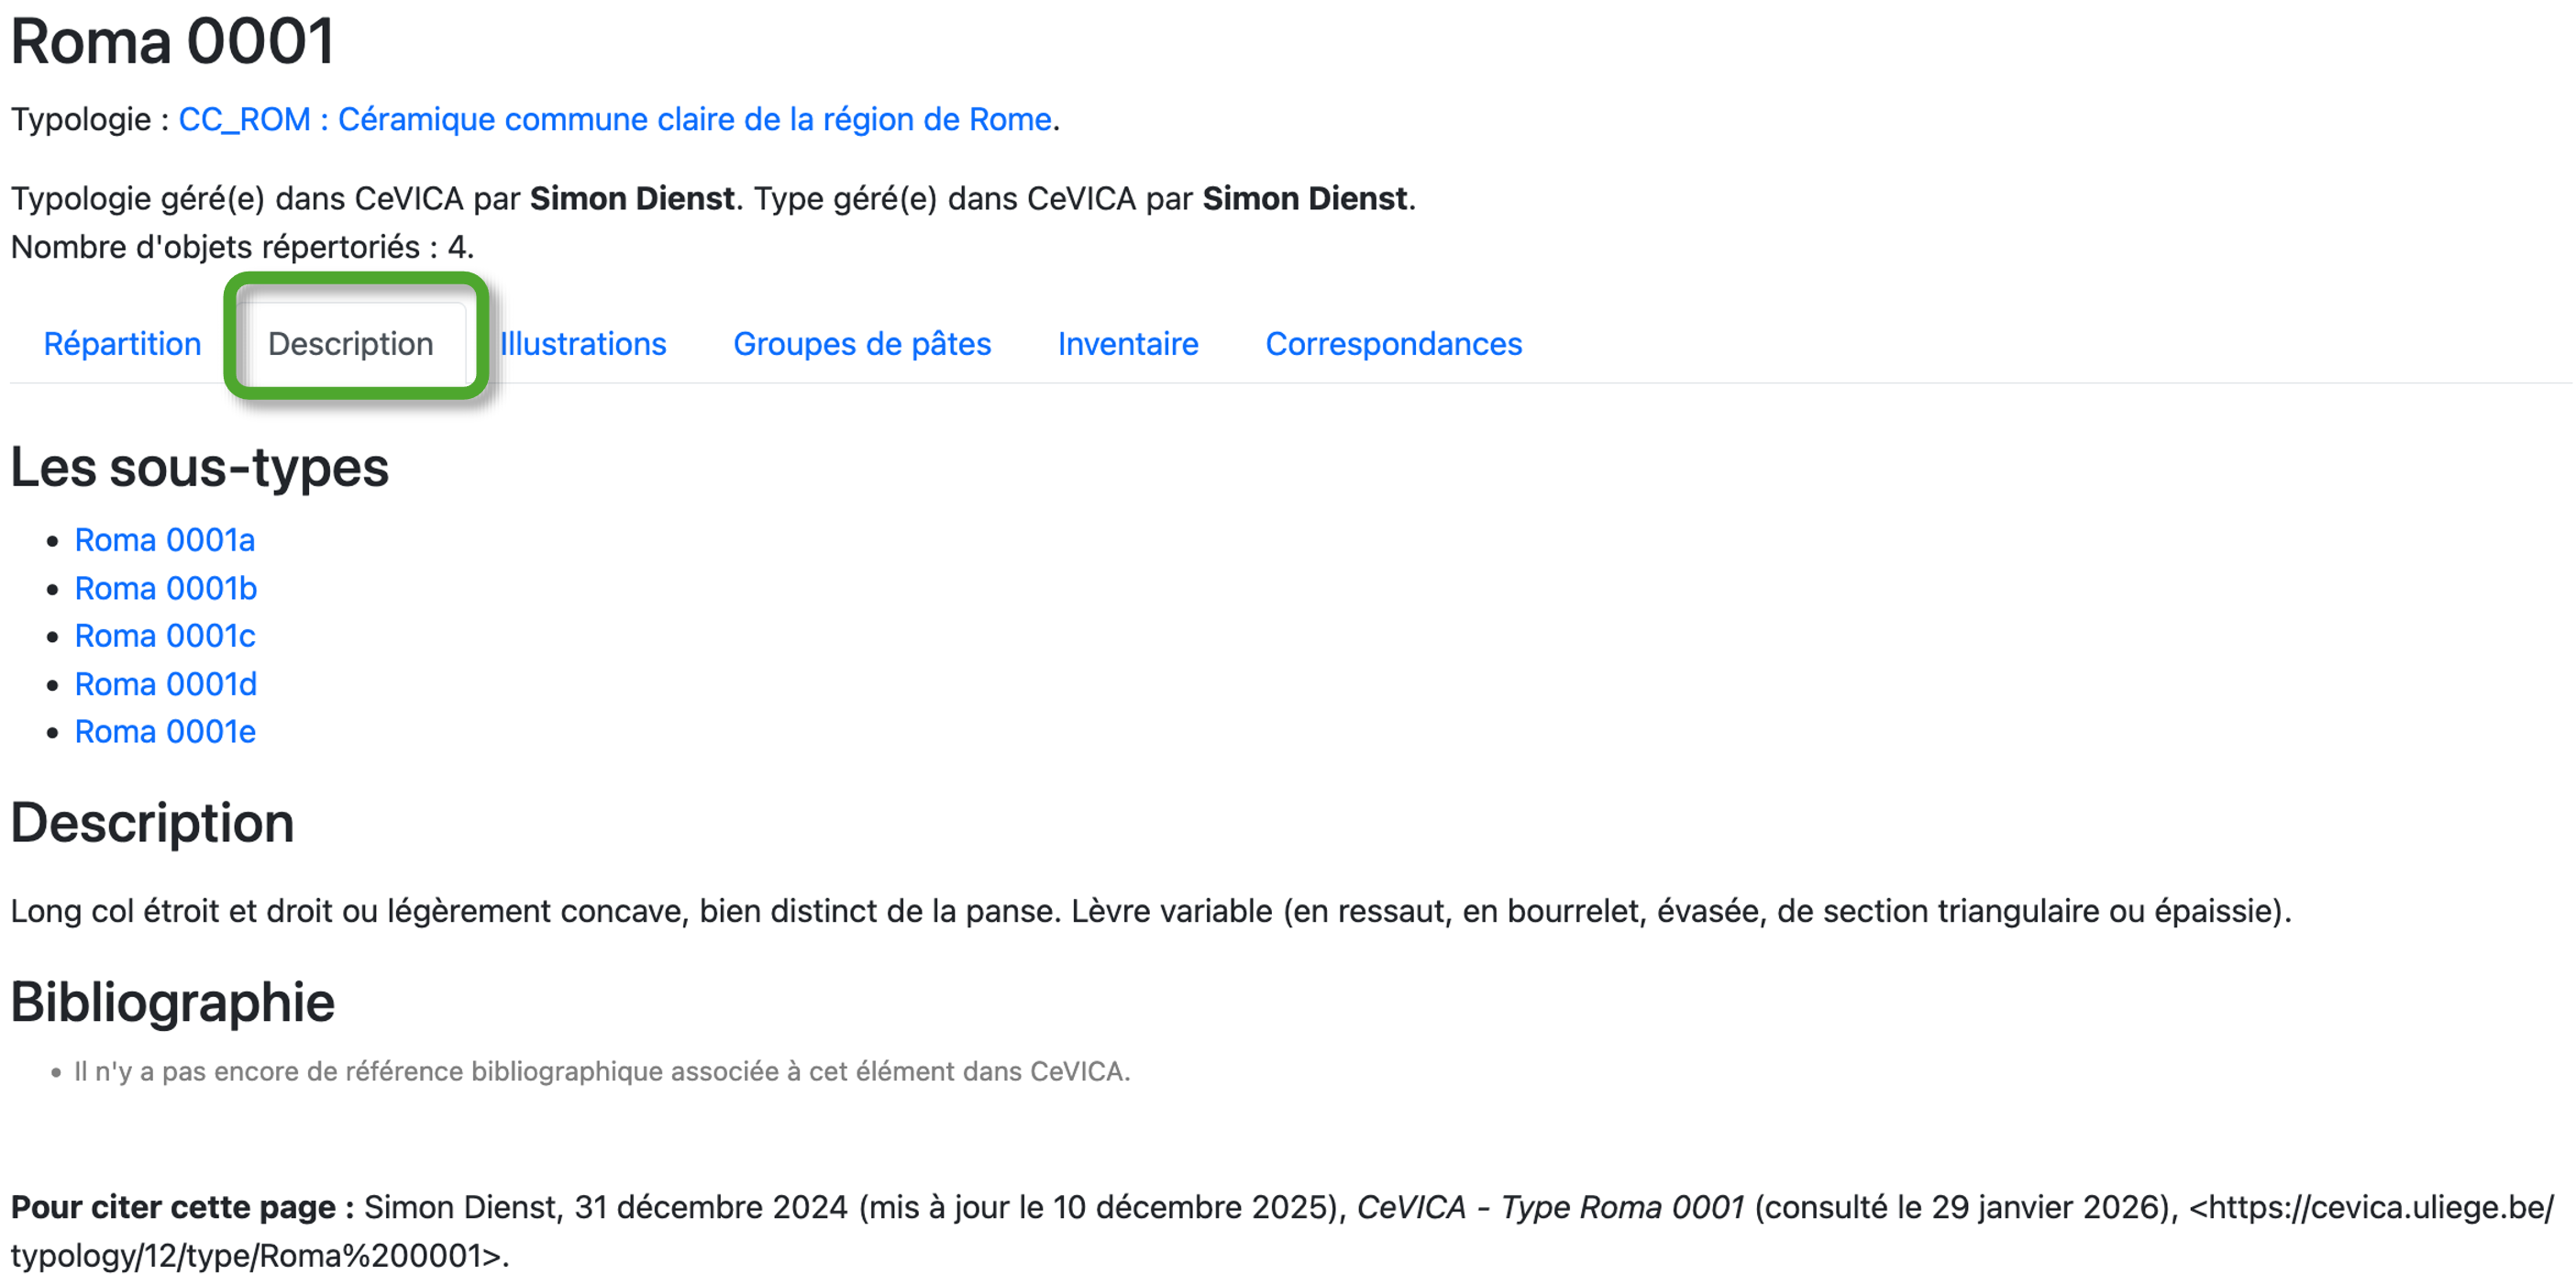 Roma 0001
Typologie : CC_ROM : Céramique commune claire de la région de Rome.
Typologie géré(e) dans CeVICA par Simon Dienst. Type géré(e) dans CeVICA par Simon Dienst.
Nombre d'objets répertoriés : 4.
Répartition Description Illustrations Groupes de pâtes Inventaire Correspondances
Les sous-types
• Roma 0001a
• Roma 0001b
• Roma 0001c
• Roma 0001d
• Roma 0001e
Description
Long col étroit et droit ou légèrement concave, bien distinct de la panse. Lèvre variable (en ressaut, en bourrelet, évasée, de section triangulaire ou épaissie).
Bibliographie
• Il n'y a pas encore de référence bibliographique associée à cet élément dans CeVICA.
Pour citer cette page : Simon Dienst, 31 décembre 2024 (mis à jour le 10 décembre 2025), CeVICA - Type Roma 0001 (consulté le 29 janvier 2026), <https://cevica.uliege.be/
typology/12/type/Roma%200001>.